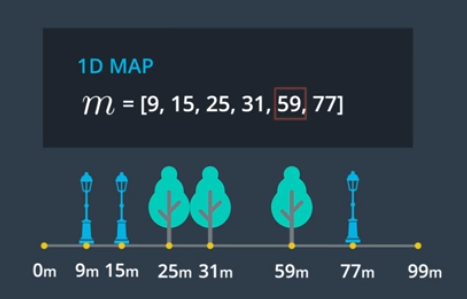 1D MAP
m = [9, 15, 25, 31, 59, 77]
0m 9m 15m 25m 31m 59m 77m 99m